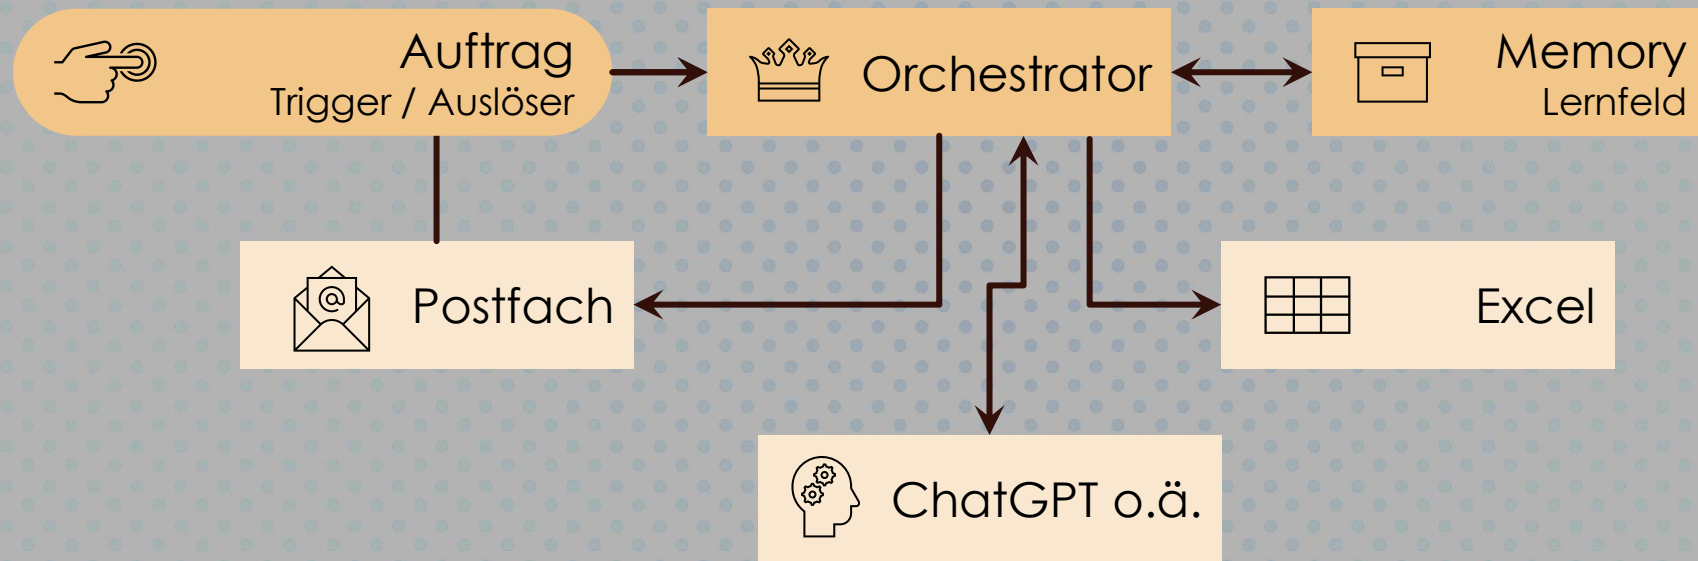 Auftrag
Trigger / Auslöser
Orchestrator
Memory
Lernfeld
@
Postfach
Excel
ChatGPT o.ä.